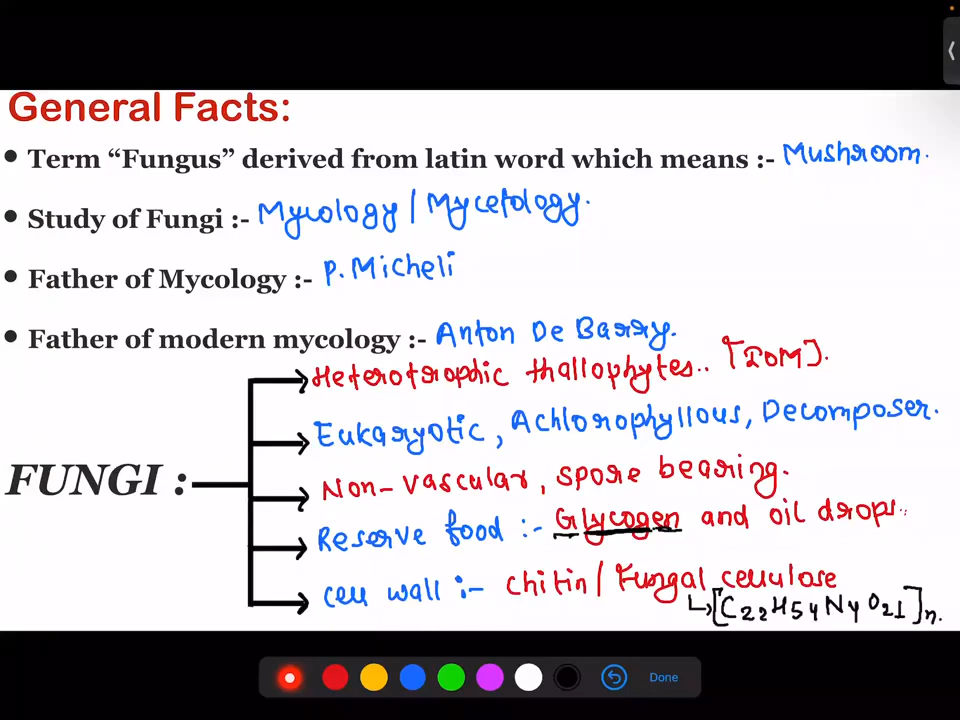 General Facts:
• Term “Fungus” derived from latin word which means :- Mushroom.
• Study of Fungi :- Mycology / Mycetology.
• Father of Mycology :- P. Micheli
• Father of modern mycology :- Anton De Barry.
Heterotrophic thallophytes.. [IOM].
Eukaryotic, Achlorophyllous, Decomposer.
FUNGI :
Non-vascular, spore bearing.
Reserve food :- Glycogen and oil drops..
Cell wall :- Chitin / Fungal cellulose
[C22H54N4O21]n.
Done